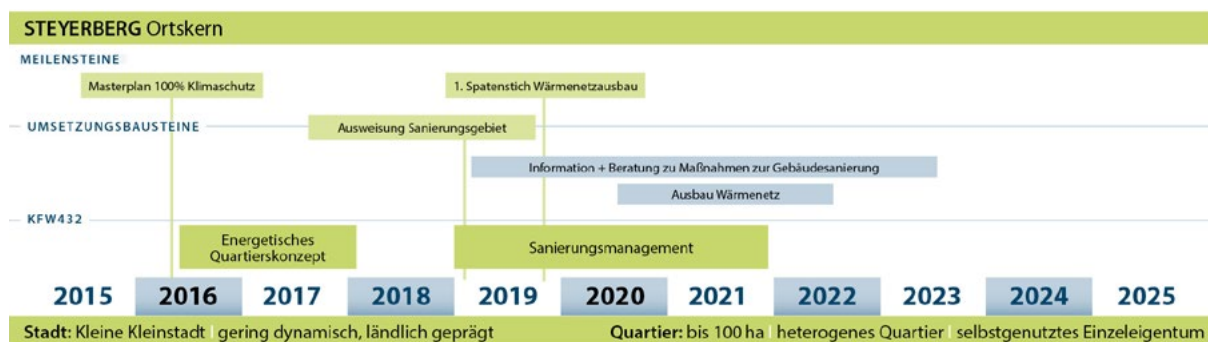 STEYERBERG Ortskern
MEILENSTEINE
Masterplan 100% Klimaschutz
1. Spatenstich Wärmenetzausbau
UMSETZUNGSBAUSTEINE
Ausweisung Sanierungsgebiet
Information + Beratung zu Maßnahmen zur Gebäudesanierung
Ausbau Wärmenetz
KFW432
Energetisches
Quartierskonzept
Sanierungsmanagement
2015 2016 2017 2018 2019 2020 2021 2022 2023 2024 2025
Stadt: Kleine Kleinstadt | gering dynamisch, ländlich geprägt
Quartier: bis 100 ha | heterogenes Quartier | selbstgenutztes Einzeleigentum